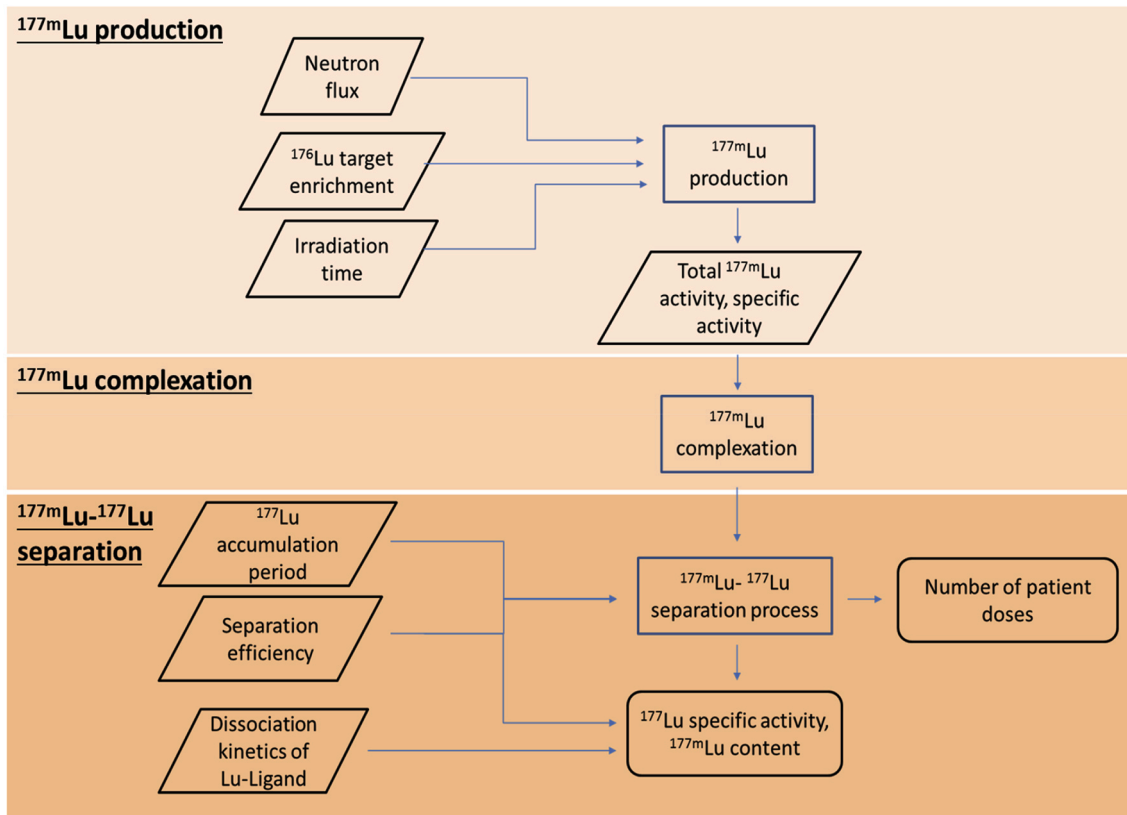 ¹⁷⁷ᵐLu production
Neutron
flux
¹⁷⁶Lu target
enrichment
Irradiation
time
¹⁷⁷ᵐLu
production
Total ¹⁷⁷ᵐLu
activity, specific
activity
¹⁷⁷ᵐLu complexation
¹⁷⁷ᵐLu
complexation
¹⁷⁷ᵐLu-¹⁷⁷Lu
separation
¹⁷⁷Lu
accumulation
period
Separation
efficiency
Dissociation
kinetics of
Lu-Ligand
¹⁷⁷ᵐLu- ¹⁷⁷Lu
separation process
Number of patient
doses
¹⁷⁷Lu specific activity,
¹⁷⁷ᵐLu content